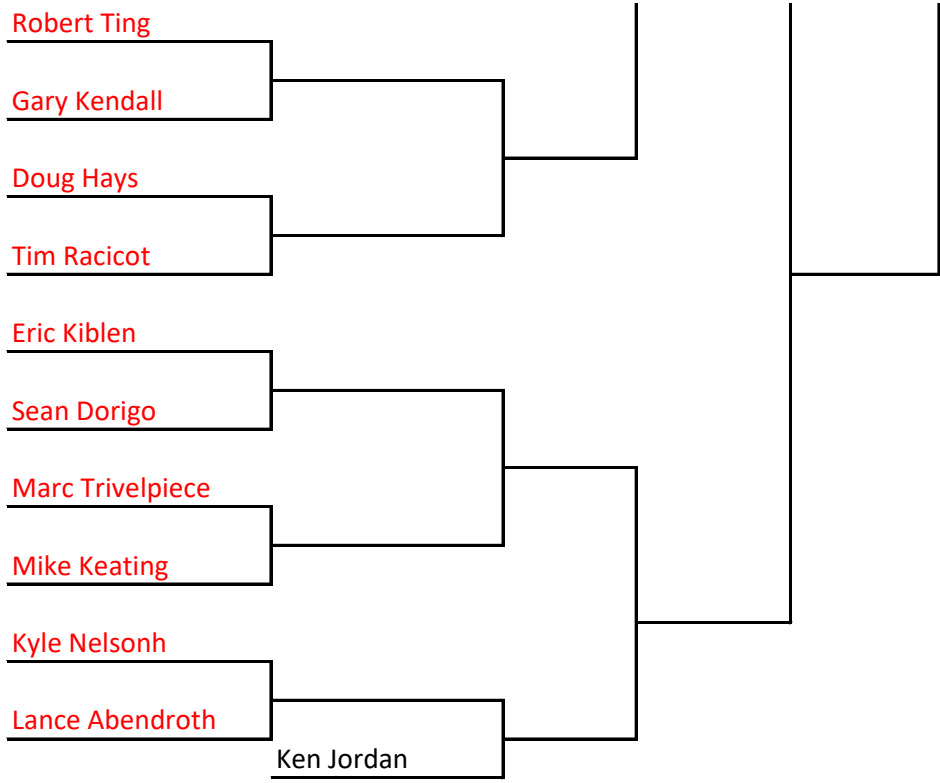 Robert Ting
Gary Kendall
Doug Hays
Tim Racicot
Eric Kiblen
Sean Dorigo
Marc Trivelpiece
Mike Keating
Kyle Nelsonh
Lance Abendroth
Ken Jordan